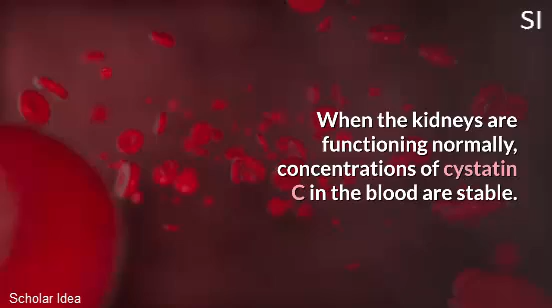 SI
When the kidneys are
functioning normally,
concentrations of cystatin
C in the blood are stable.
Scholar Idea